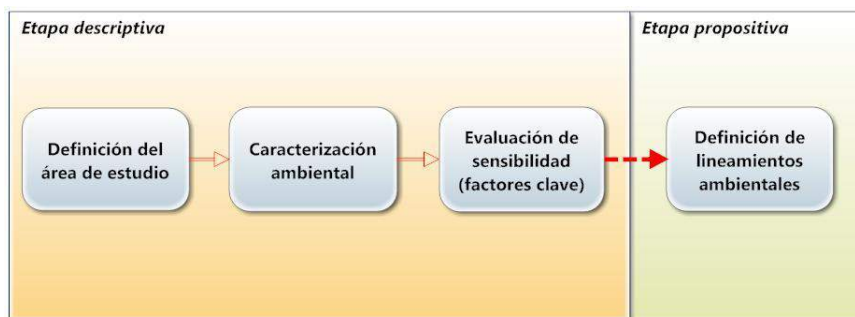 Etapa descriptiva
Etapa propositiva
Definición del
área de estudio
Caracterización
ambiental
Evaluación de
sensibilidad
(factores clave)
Definición de
lineamientos
ambientales